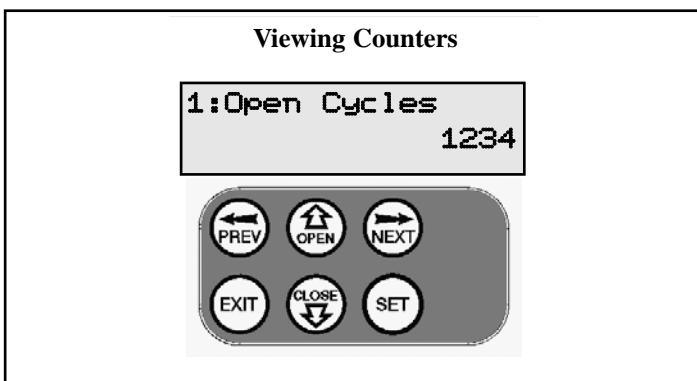 Viewing Counters
1:Open Cycles
1234
PREV
OPEN
NEXT
EXIT
CLOSE
SET